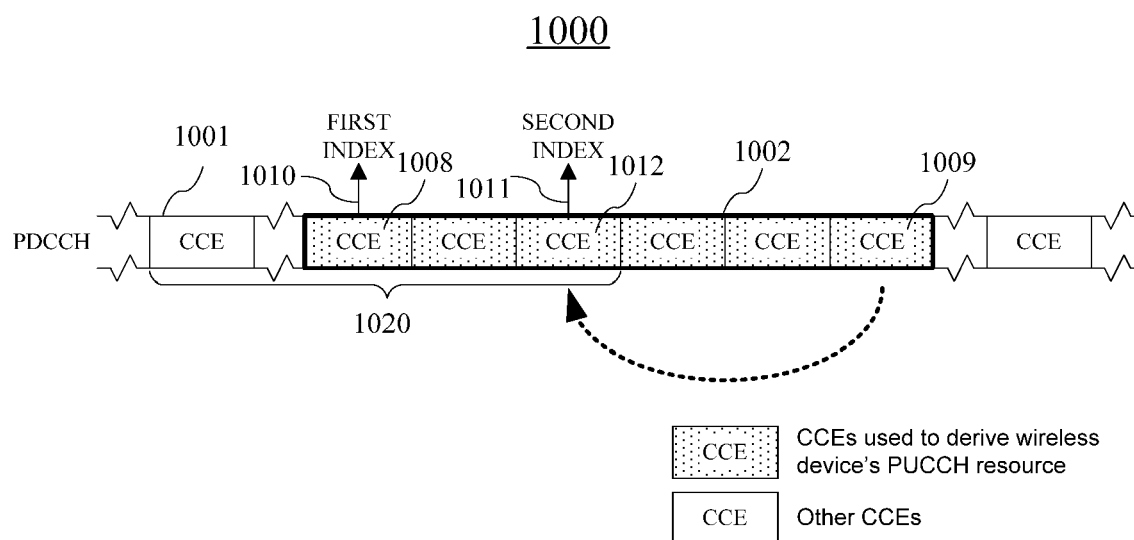 1000
FIRST
INDEX
SECOND
INDEX
1001
1010
1008
1011
1012
1002
1009
PDCCH
CCE
CCE
CCE
CCE
CCE
CCE
CCE
CCE
1020
CCE
CCEs used to derive wireless
device's PUCCH resource
CCE
Other CCEs